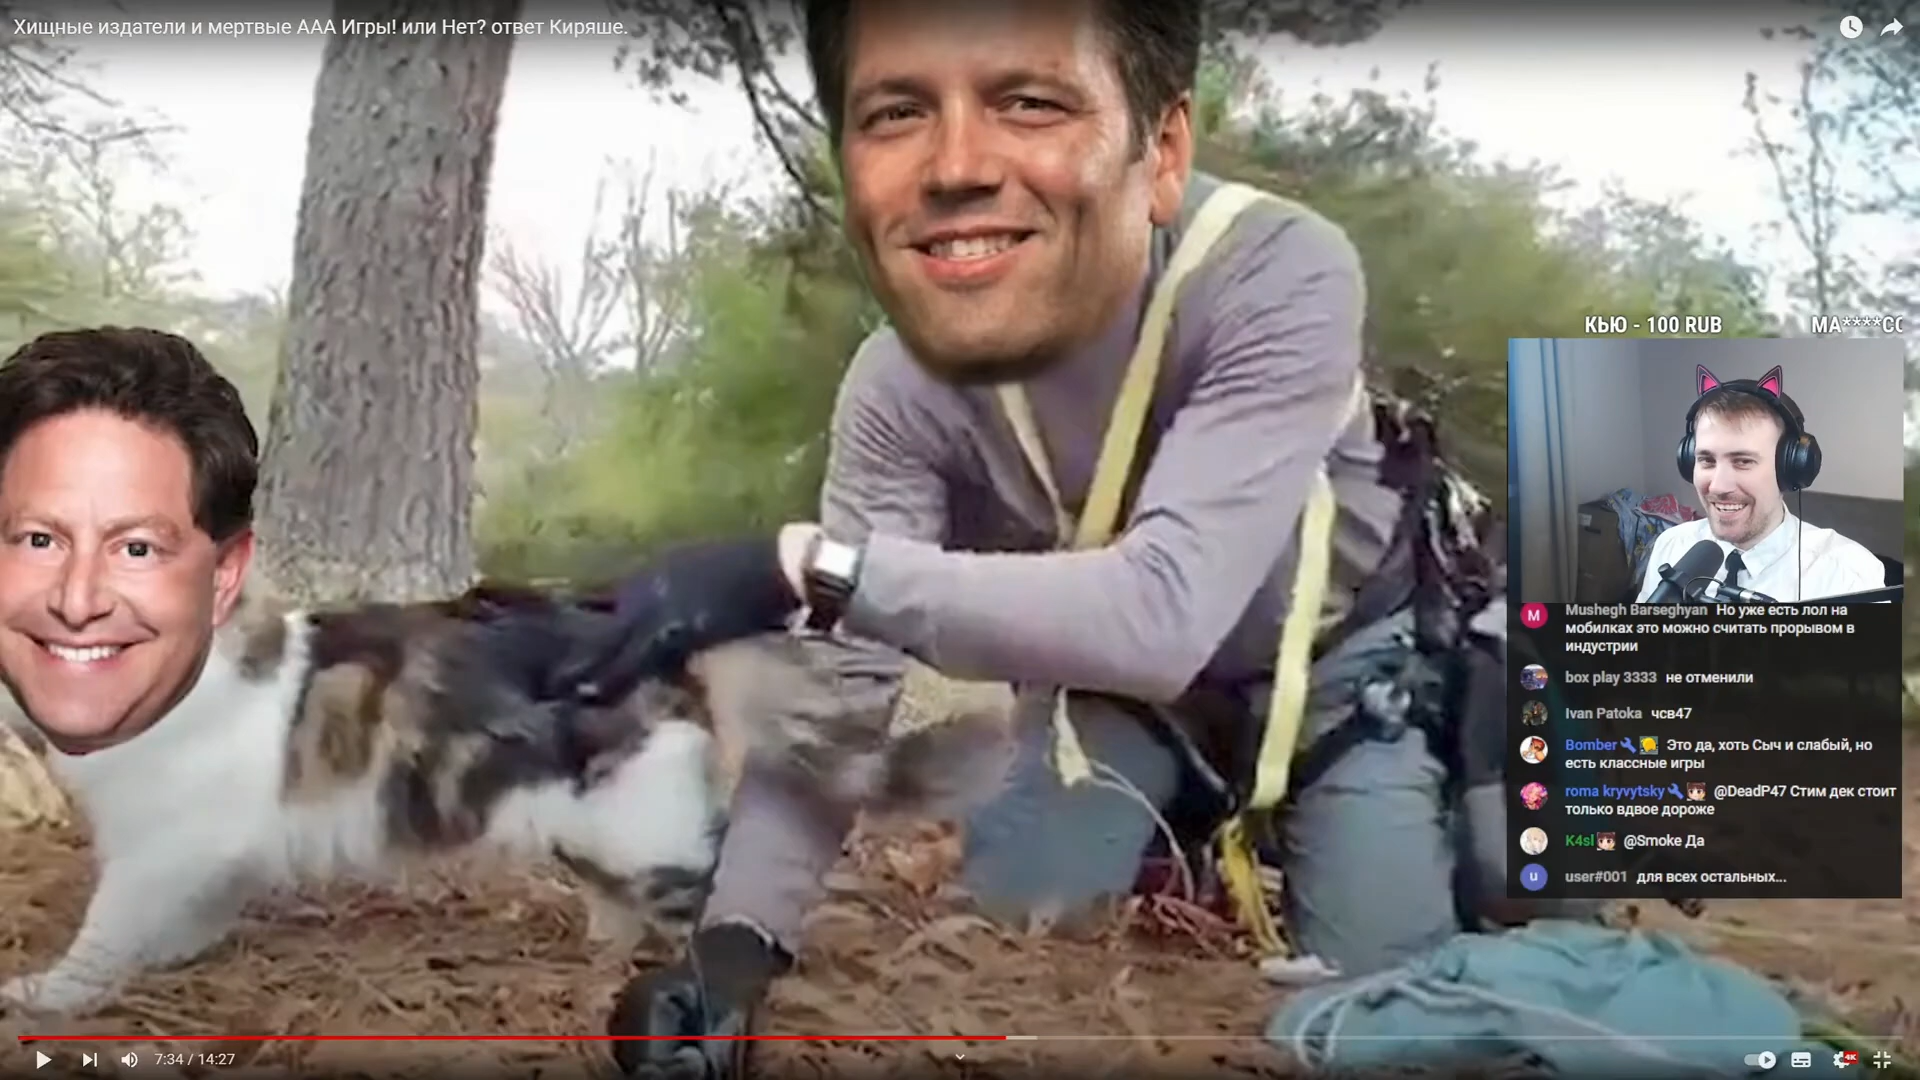 Хищные издатели и мертвые ААА Игры! или Нет? ответ Киряше.
КЬЮ - 100 RUB
MA****CC
Mushegh Barseghyan Но уже есть лол на
мобилках это можно считать прорывом в
индустрии
box play 3333 не отменили
Ivan Patoka чсв47
Bomber Это да, хоть Сыч и слабый, но
есть классные игры
roma kryvytsky @DeadP47 Стим дек стоит
только вдвое дороже
K4sl @Smoke Да
user#001 для всех остальных...
7:34 / 14:27
4K